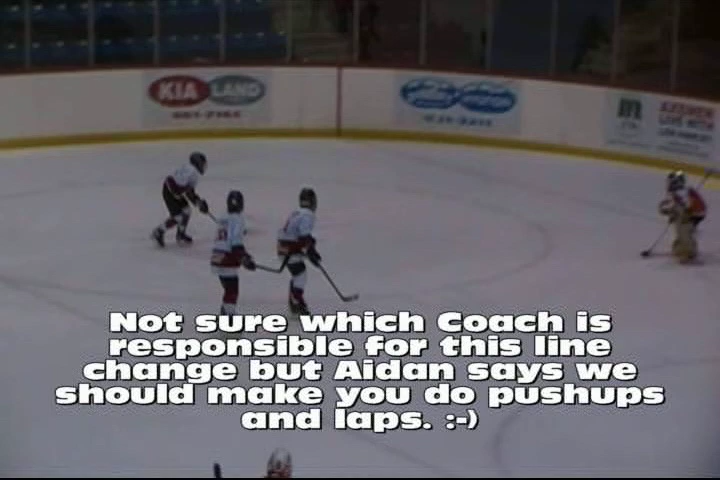 KIA LAND
Not sure which Coach is
responsible for this line
change but Aidan says we
should make you do pushups
and laps. :-)